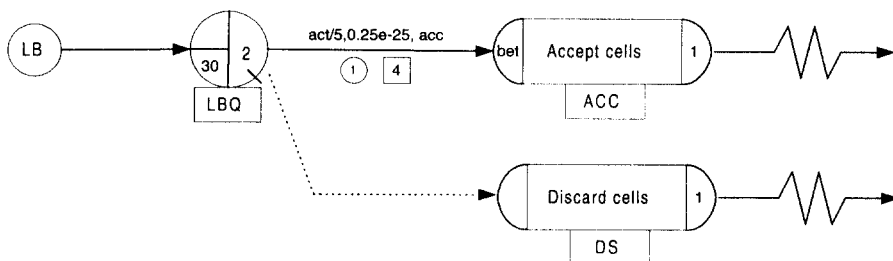 act/5,0.25e-25, acc
LB
30
2
bet
Accept cells
1
1
4
LBQ
ACC
Discard cells
1
DS